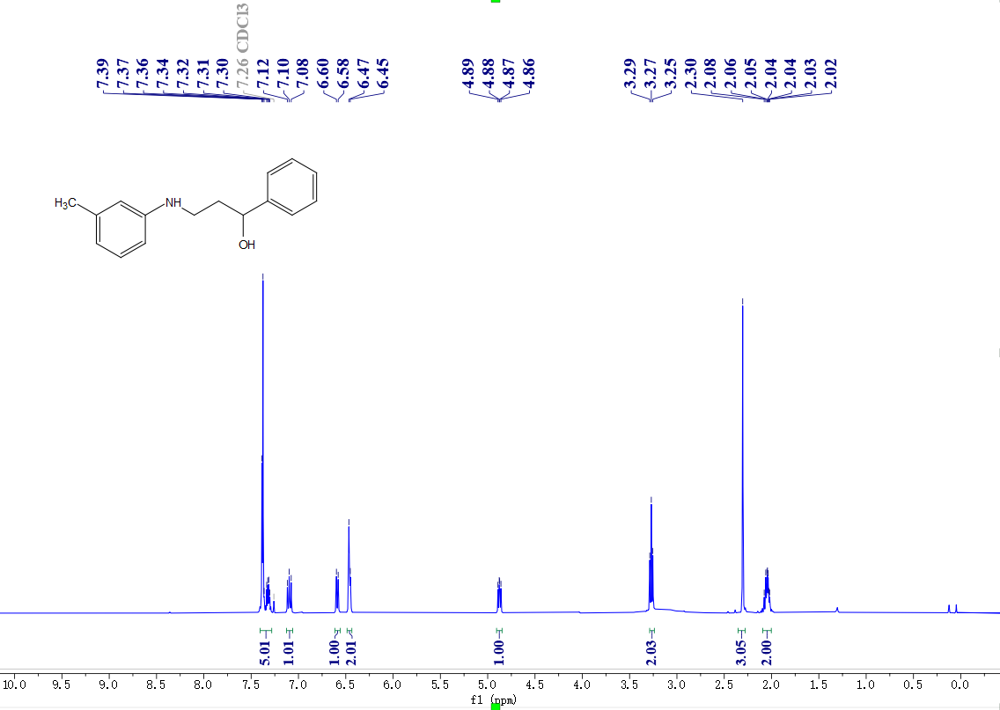 7.39 7.37 7.36 7.34 7.32 7.31 7.30 7.26 CDCl3 7.12 7.10 7.08 6.60 6.58 6.47 6.45 4.89 4.88 4.87 4.86 3.29 3.27 3.25 2.30 2.08 2.06 2.05 2.04 2.04 2.03 2.02
H3C NH
OH
5.01 1.01 1.00 2.01 1.00 2.03 3.05 2.00
10.0 9.5 9.0 8.5 8.0 7.5 7.0 6.5 6.0 5.5 5.0 4.5 4.0 3.5 3.0 2.5 2.0 1.5 1.0 0.5 0.0
f1 (ppm)